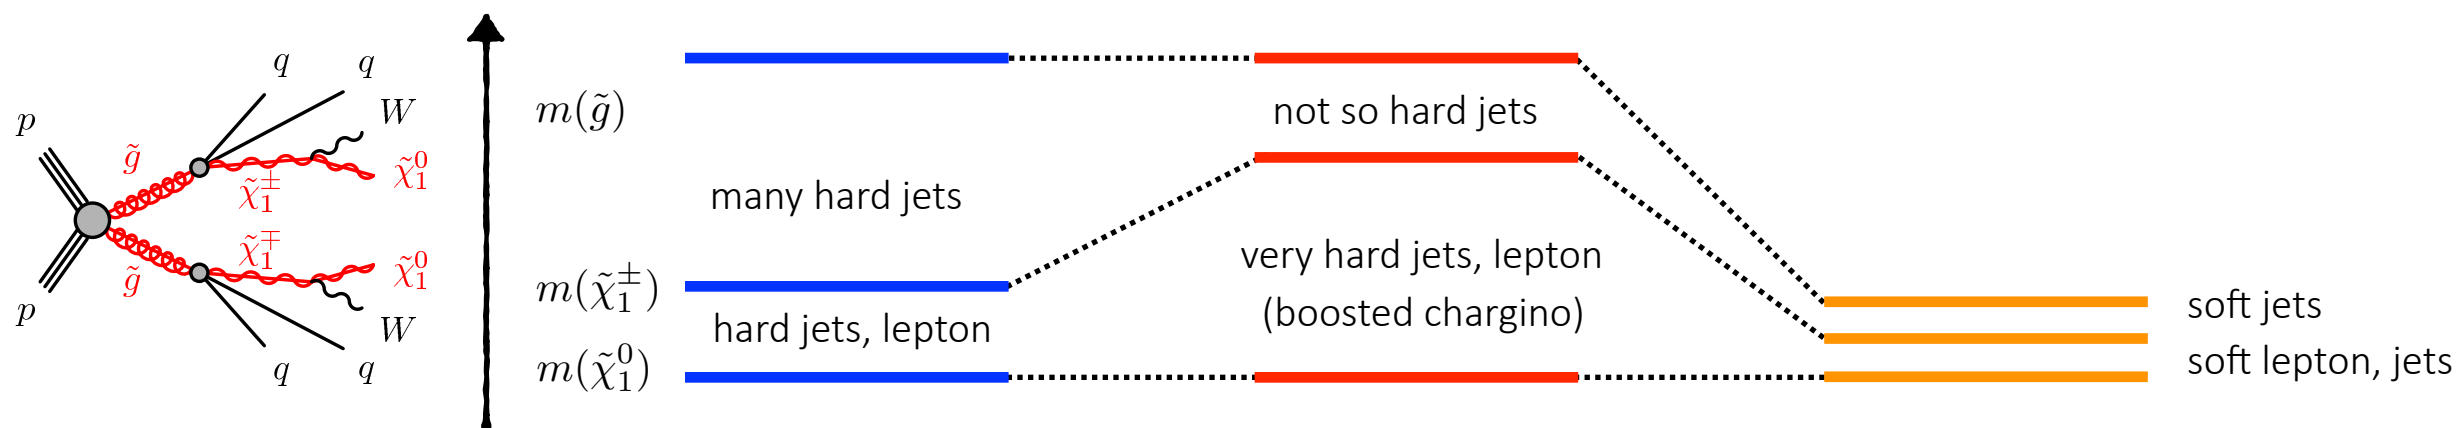 q
q
W
p
g̃
χ̃₁⁰
χ̃₁±
χ̃₁∓
χ̃₁⁰
g̃
p
W
q
q
m(g̃)
m(χ̃₁±)
m(χ̃₁⁰)
many hard jets
hard jets, lepton
not so hard jets
very hard jets, lepton
(boosted chargino)
soft jets
soft lepton, jets